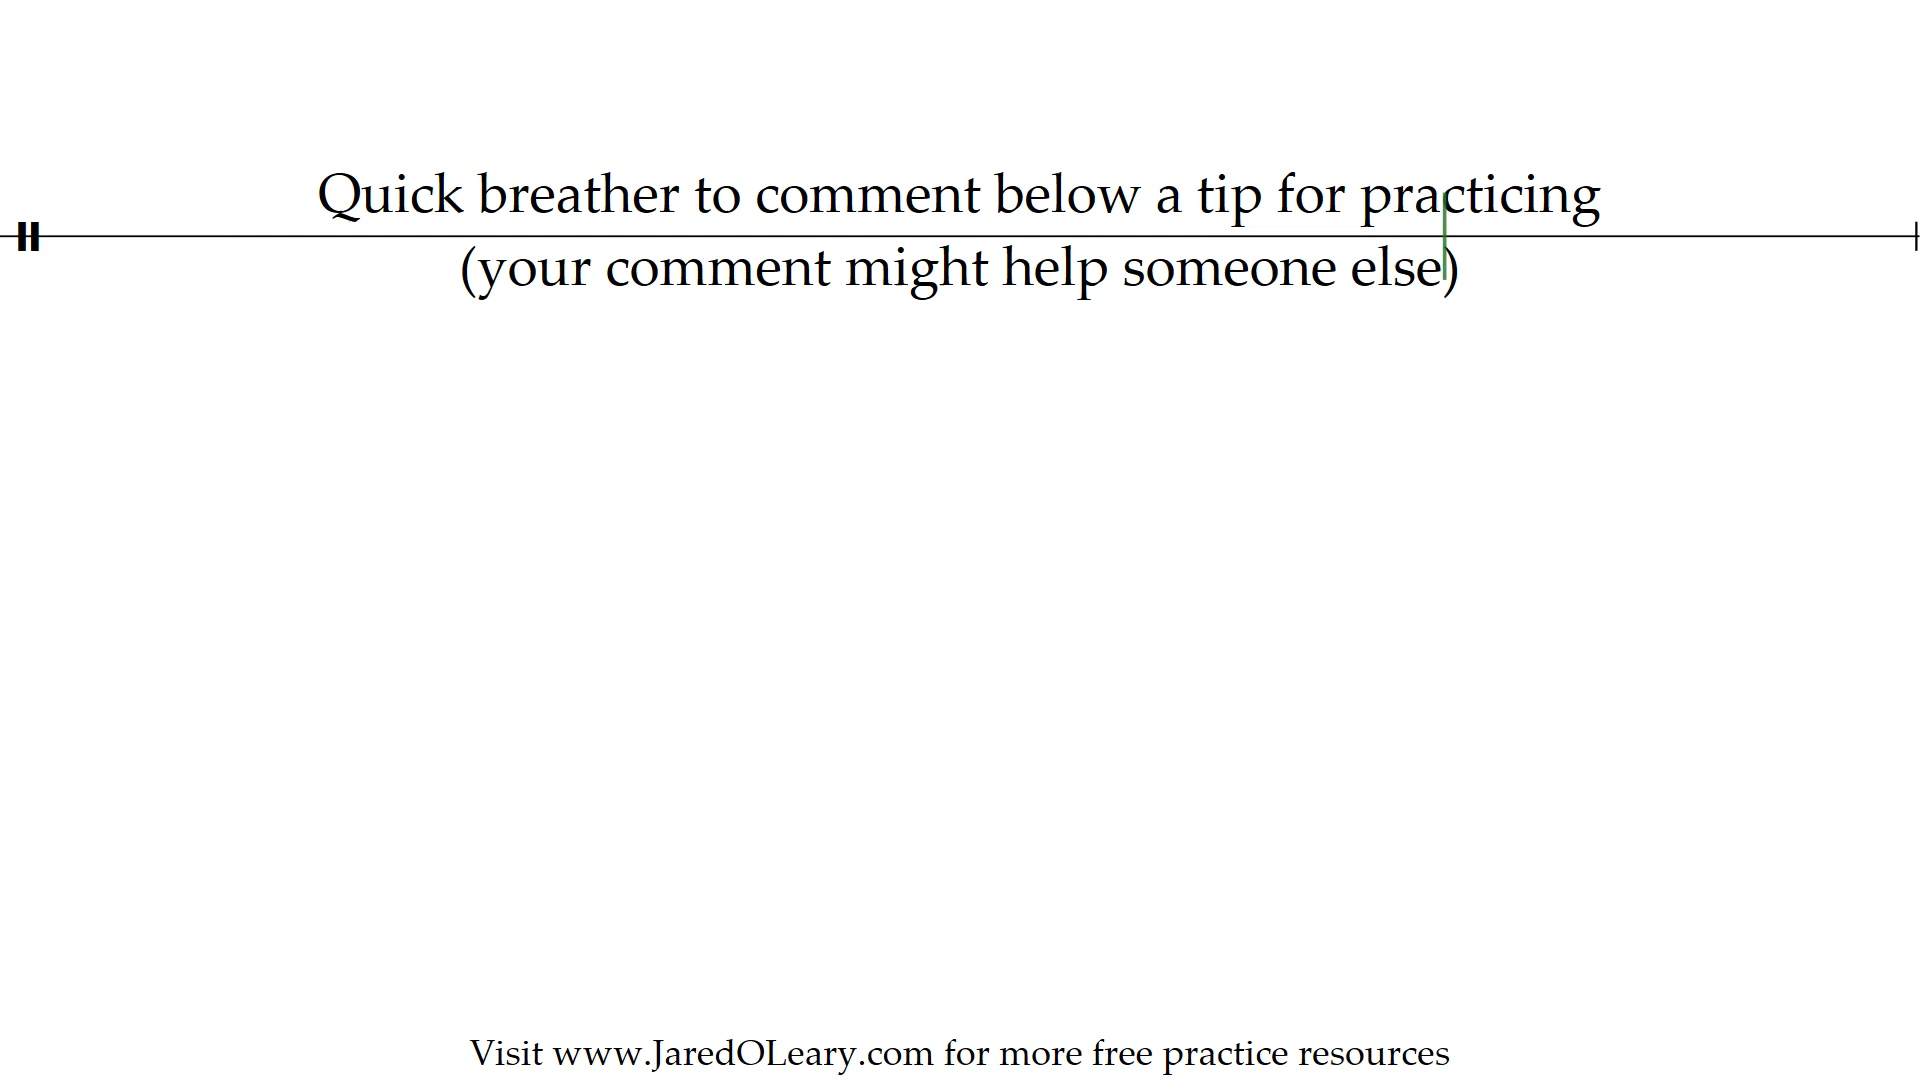 Quick breather to comment below a tip for practicing
(your comment might help someone else)
Visit www.JaredOLeary.com for more free practice resources